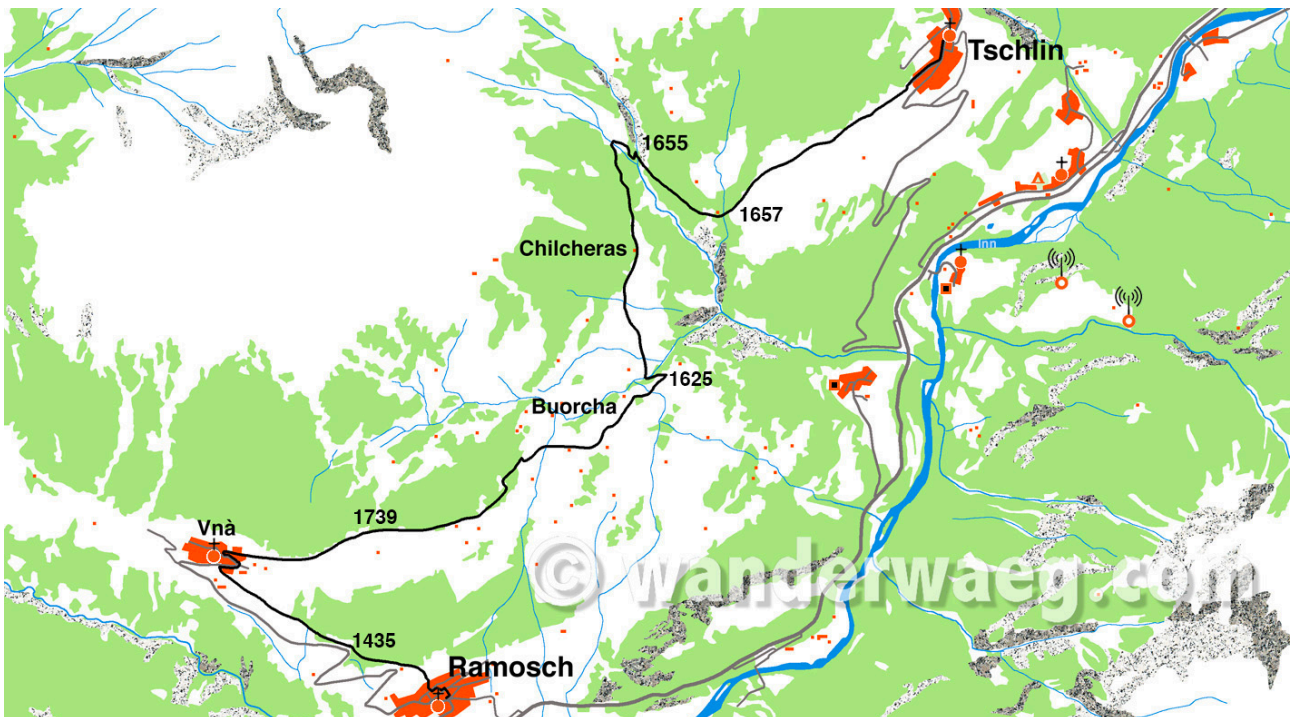 Tschlin
1655
1657
Chilcheras
Inn
1625
Buorcha
1739
Vnà
© wanderwaeg.com
1435
Ramosch